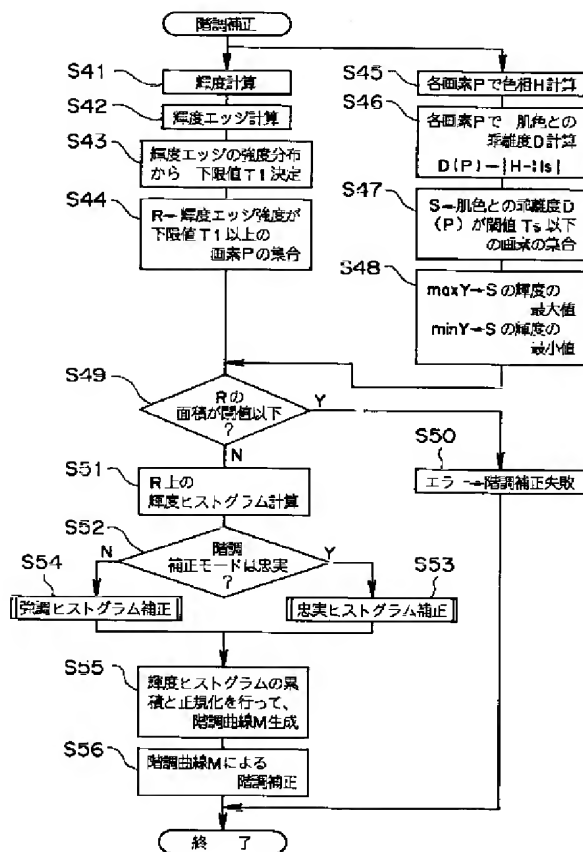 階調補正
S41
輝度計算
S42
輝度エッジ計算
S43
輝度エッジの強度分布
から 下限値T1決定
S44
R←輝度エッジ強度が
下限値T1以上の
画素Pの集合
S45
各画素Pで色相H計算
S46
各画素Pで 肌色との
乖離度D計算
D(P)←|H-Hs|
S47
S←肌色との乖離度D
(P)が閾値Ts以下
の画素の集合
S48
maxY←Sの輝度の
最大値
minY←Sの輝度の
最小値
S49
Rの
面積が閾値以下
?
Y
N
S50
エラー→階調補正失敗
S51
R上の
輝度ヒストグラム計算
S52
階調
補正モードは忠実
?
N
Y
S54
強調ヒストグラム補正
S53
忠実ヒストグラム補正
S55
輝度ヒストグラムの累
積と正規化を行って、
階調曲線M生成
S56
階調曲線Mによる
階調補正
終 了